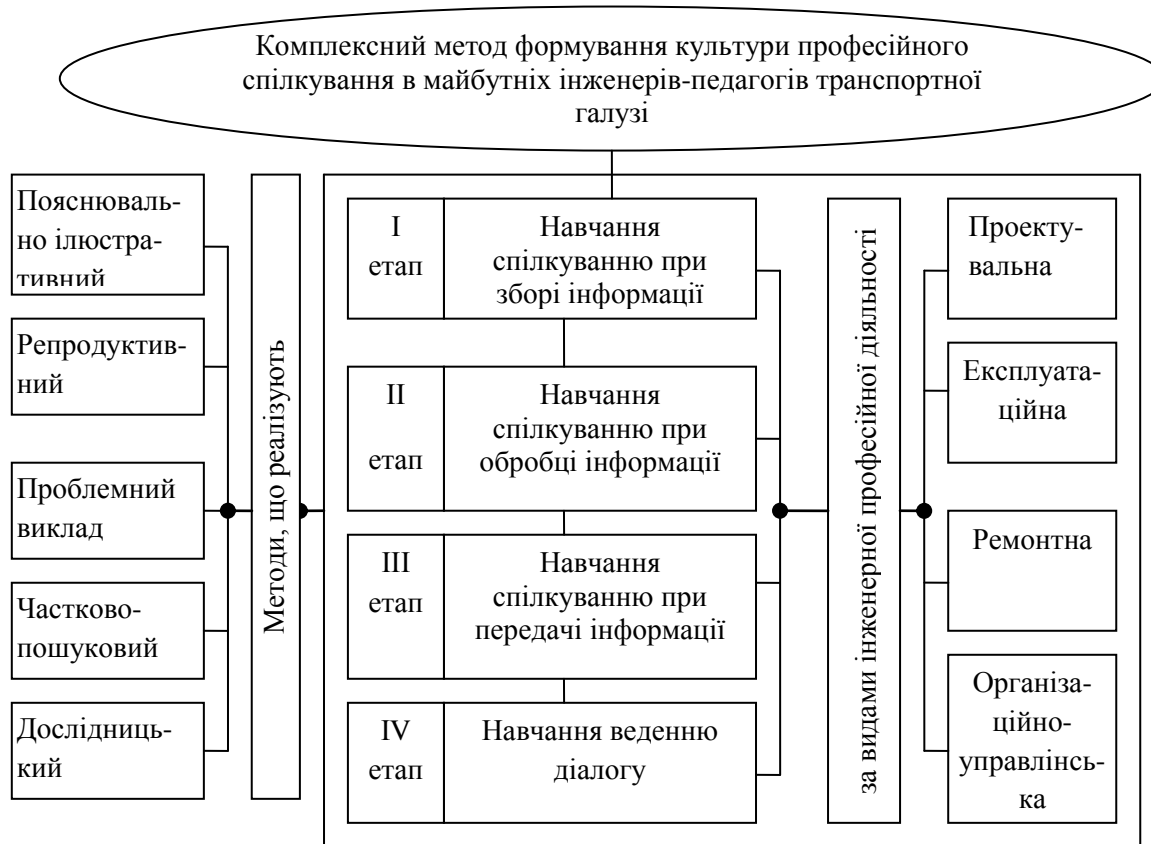 Комплексний метод формування культури професійного
спілкування в майбутніх інженерів-педагогів транспортної
галузі
Пояснюваль-
но ілюстра-
тивний
Репродуктив-
ний
Проблемний
виклад
Частково-
пошуковий
Дослідниць-
кий
Методи, що реалізують
I
етап
Навчання
спілкуванню при
зборі інформації
II
етап
Навчання
спілкуванню при
обробці інформації
III
етап
Навчання
спілкуванню при
передачі інформації
IV
етап
Навчання веденню
діалогу
за видами інженерної професійної діяльності
Проекту-
вальна
Експлуата-
ційна
Ремонтна
Організа-
ційно-
управлінсь-
ка